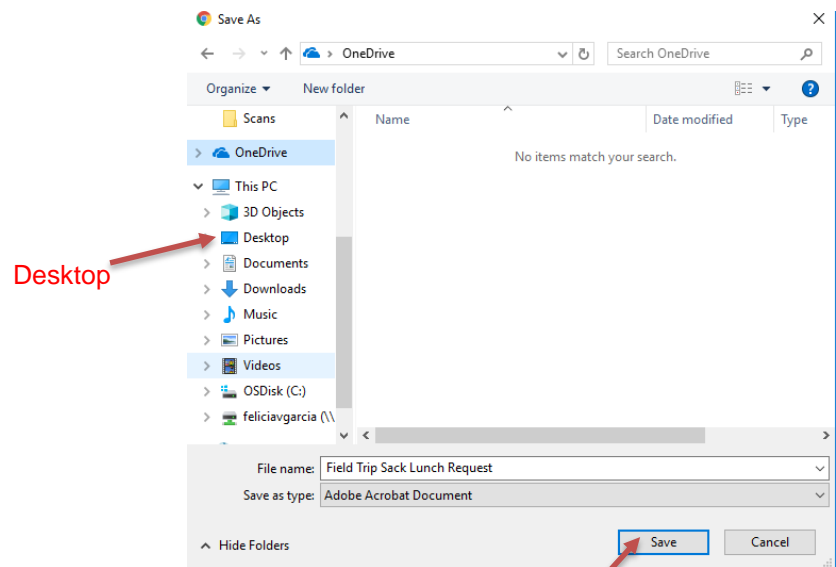 Save As
OneDrive
Search OneDrive
Organize New folder
Name Date modified Type
No items match your search.
Scans
OneDrive
This PC
3D Objects
Desktop
Desktop
Documents
Downloads
Music
Pictures
Videos
OSDisk (C:)
feliciavgarcia (\\
File name: Field Trip Sack Lunch Request
Save as type: Adobe Acrobat Document
Hide Folders Save Cancel